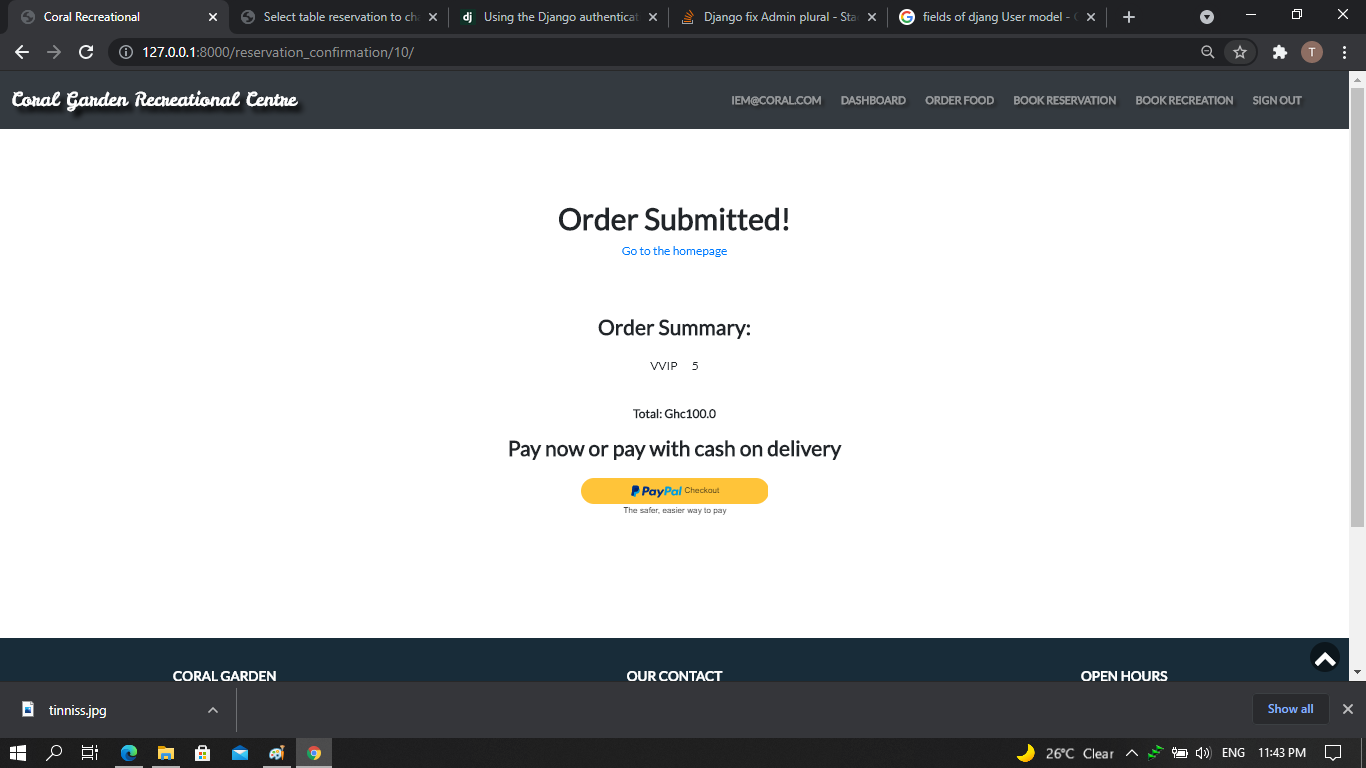 Coral Recreational
Select table reservation to cha
dj Using the Django authenticat
Django fix Admin plural - Stac
G fields of djang User model - G
127.0.0.1:8000/reservation_confirmation/10/
T
Coral Garden Recreational Centre
IEM@CORAL.COM DASHBOARD ORDER FOOD BOOK RESERVATION BOOK RECREATION SIGN OUT
Order Submitted!
Go to the homepage
Order Summary:
VVIP 5
Total: Ghc100.0
Pay now or pay with cash on delivery
PayPal Checkout
The safer, easier way to pay
CORAL GARDEN OUR CONTACT OPEN HOURS
tinniss.jpg
Show all
26°C Clear ENG 11:43 PM